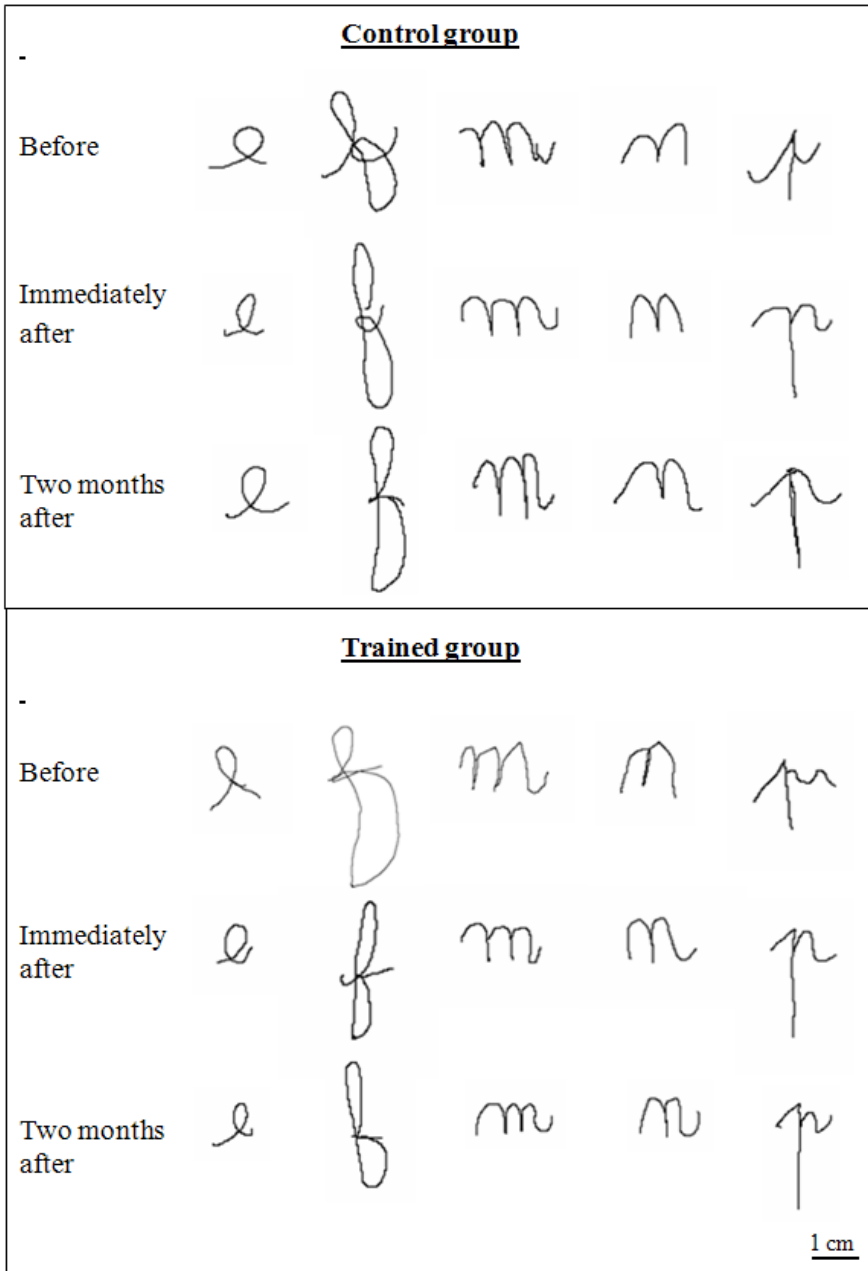 Control group
-
Before e f m n p
Immediately
after e f m n p
Two months
after e f m n p
Trained group
-
Before e f m n p
Immediately
after e f m n p
Two months
after e f m n p
1 cm